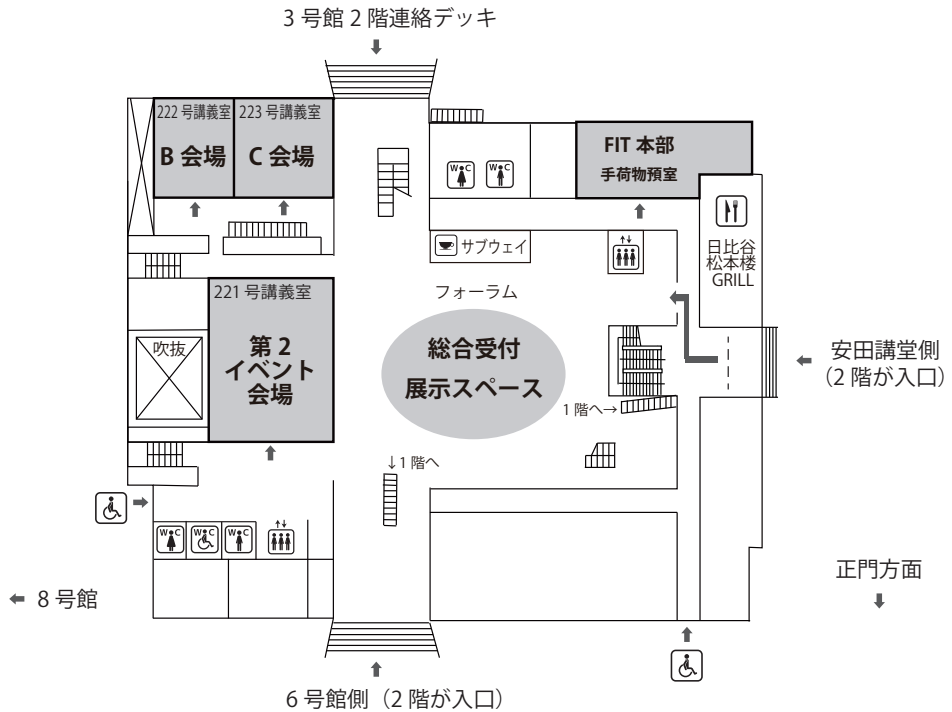 3 号館 2 階連絡デッキ
222 号講義室
B 会場
223 号講義室
C 会場
W C
W C
FIT 本部
手荷物預室
サブウェイ
日比谷
松本楼
GRILL
221 号講義室
第 2
イベント
会場
吹抜
フォーラム
総合受付
展示スペース
安田講堂側
(2 階が入口)
1 階へ→
↓1 階へ
W C
W C
W C
← 8 号館
正門方面
6 号館側（2 階が入口）